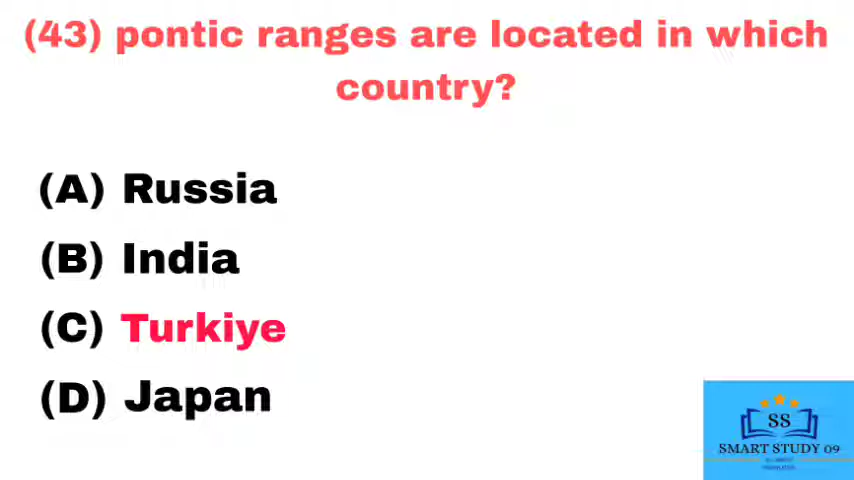 (43) pontic ranges are located in which
country?
(A) Russia
(B) India
(C) Turkiye
(D) Japan
SS
SMART STUDY 09